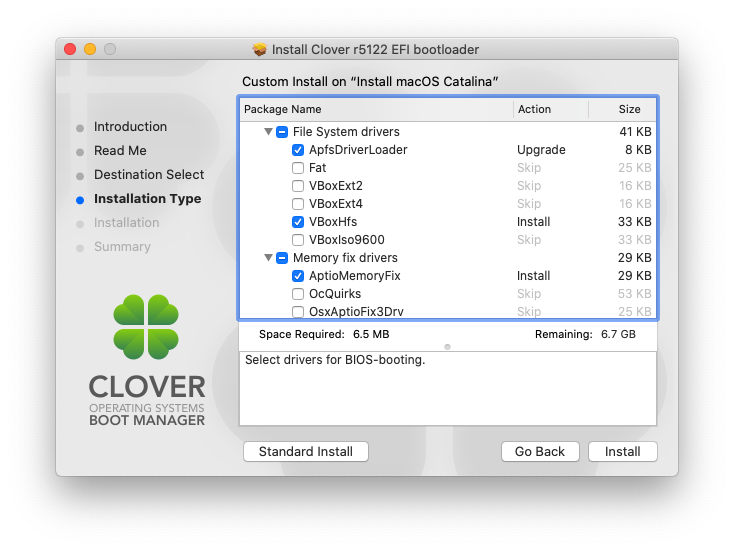 Install Clover r5122 EFI bootloader
Custom Install on “Install macOS Catalina”
Introduction
Read Me
Destination Select
Installation Type
Installation
Summary
CLOVER
OPERATING SYSTEMS
BOOT MANAGER
Package Name Action Size
File System drivers 41 KB
ApfsDriverLoader Upgrade 8 KB
Fat Skip 25 KB
VBoxExt2 Skip 16 KB
VBoxExt4 Skip 16 KB
VBoxHfs Install 33 KB
VBoxIso9600 Skip 33 KB
Memory fix drivers 29 KB
AptioMemoryFix Install 29 KB
OcQuirks Skip 53 KB
OsxAptioFix3Drv Skip 25 KB
Space Required: 6.5 MB Remaining: 6.7 GB
Select drivers for BIOS-booting.
Standard Install Go Back Install